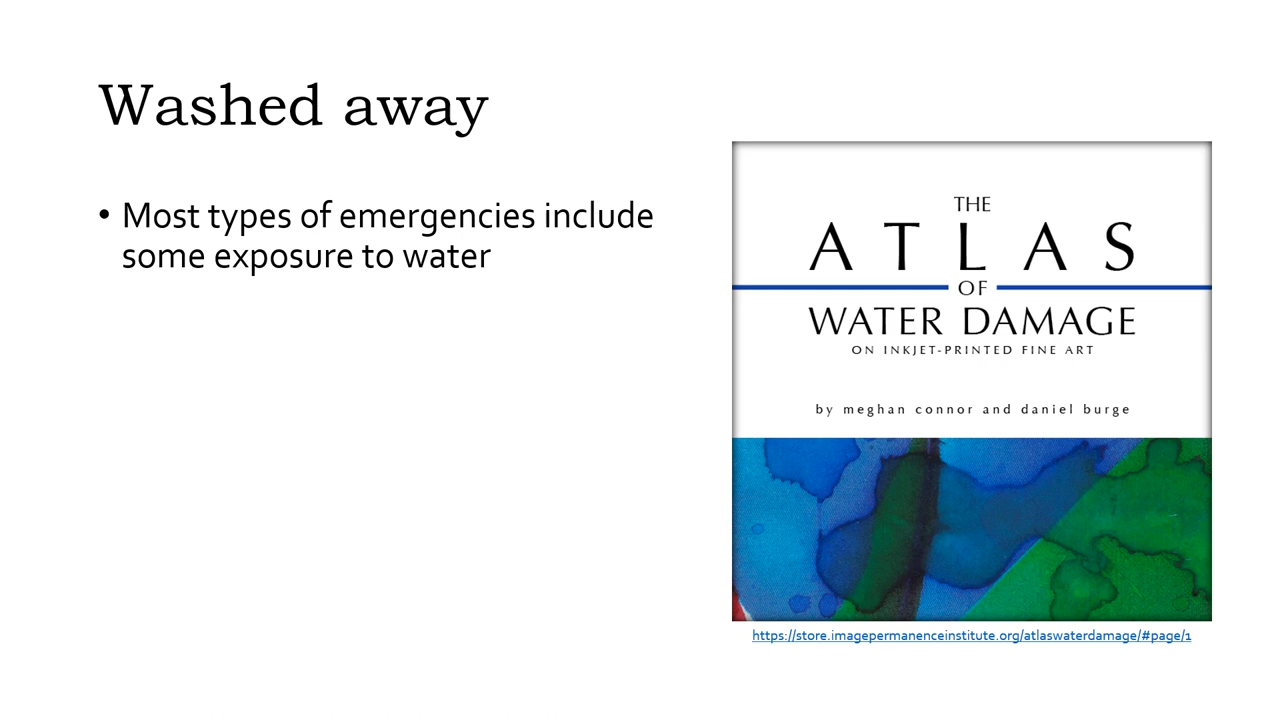 Washed away
• Most types of emergencies include
some exposure to water
THE
ATLAS
OF
WATER DAMAGE
ON INKJET-PRINTED FINE ART
by meghan connor and daniel burge
https://store.imagepermanenceinstitute.org/atlaswaterdamage/#page/1